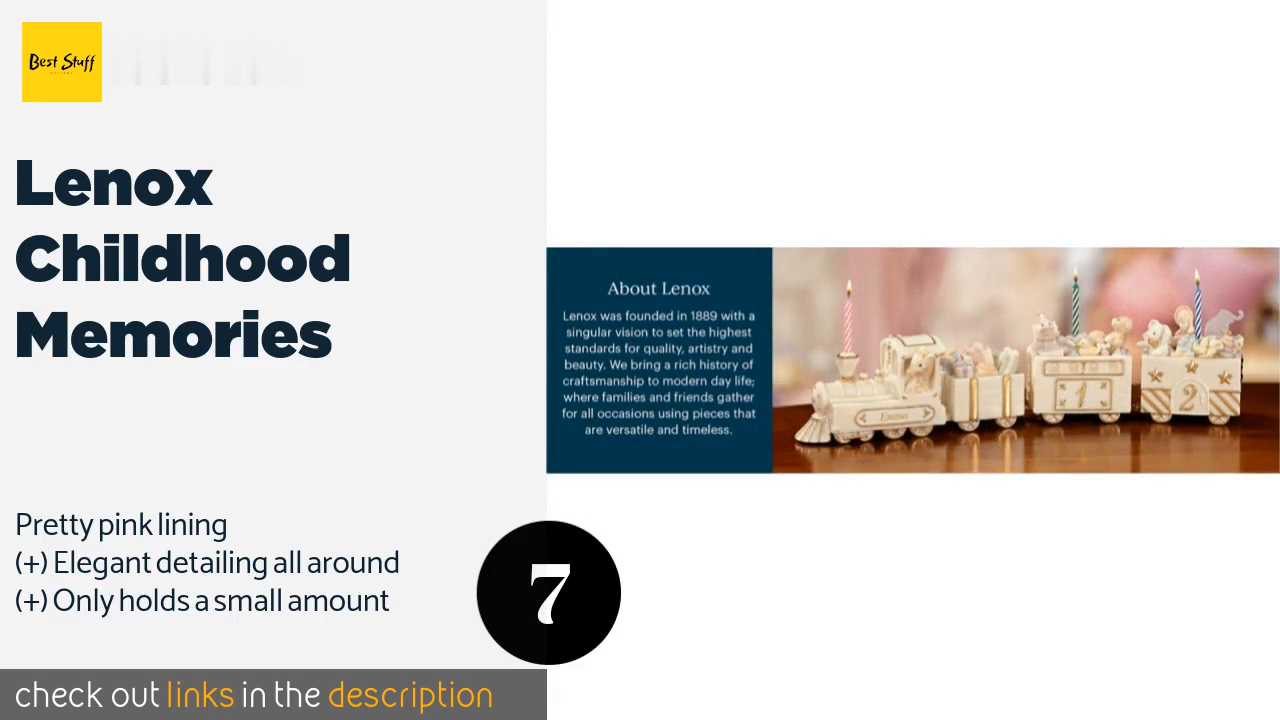 Best Stuff
Lenox
Childhood
Memories
About Lenox
Lenox was founded in 1889 with a
singular vision to set the highest
standards for quality, artistry and
beauty. We bring a rich history of
craftsmanship to modern day life;
where families and friends gather
for all occasions using pieces that
are versatile and timeless.
Emma
1
2
Pretty pink lining
(+) Elegant detailing all around
(+) Only holds a small amount
7
check out links in the description